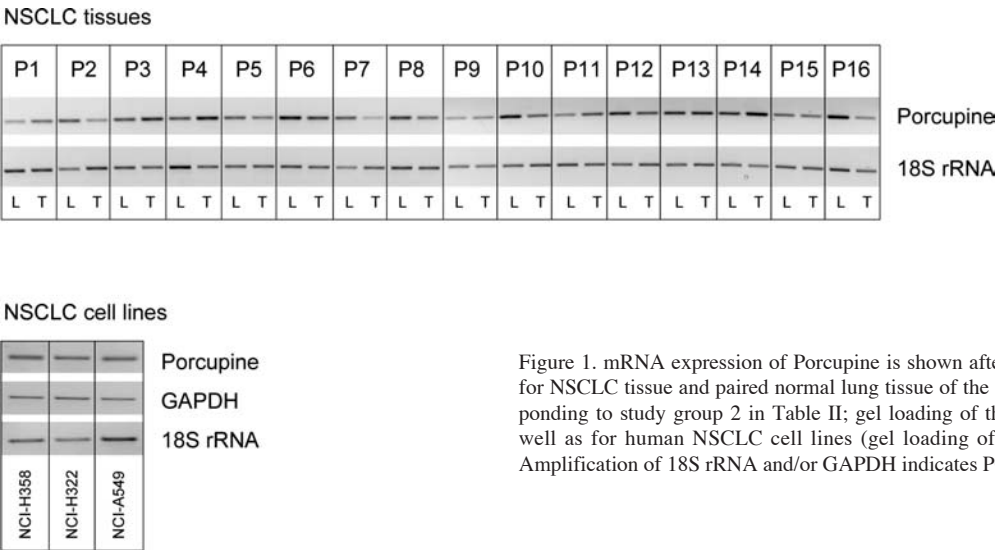 NSCLC tissues
P1 P2 P3 P4 P5 P6 P7 P8 P9 P10 P11 P12 P13 P14 P15 P16
Porcupine
18S rRNA
L T L T L T L T L T L T L T L T L T L T L T L T L T L T L T L T
NSCLC cell lines
Porcupine
GAPDH
18S rRNA
NCI-H358 NCI-H322 NCI-A549
Figure 1. mRNA expression of Porcupine is shown afte
for NSCLC tissue and paired normal lung tissue of the
ponding to study group 2 in Table II; gel loading of th
well as for human NSCLC cell lines (gel loading of
Amplification of 18S rRNA and/or GAPDH indicates P